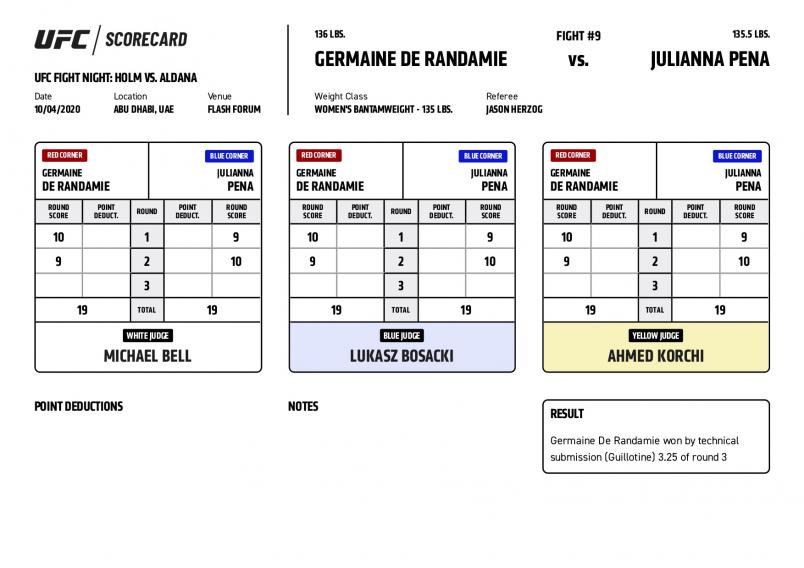 UFC / SCORECARD
UFC FIGHT NIGHT: HOLM VS. ALDANA
Date Location Venue
10/04/2020 ABU DHABI, UAE FLASH FORUM
136 LBS. FIGHT #9 135.5 LBS.
GERMAINE DE RANDAMIE VS. JULIANNA PENA
Weight Class Referee
WOMEN'S BANTAMWEIGHT - 135 LBS. JASON HERZOG
RED CORNER BLUE CORNER
GERMAINE JULIANNA
DE RANDAMIE PENA
ROUND SCORE POINT DEDUCT. ROUND POINT DEDUCT. ROUND SCORE
10 1 9
9 2 10
3
19 TOTAL 19
WHITE JUDGE
MICHAEL BELL
RED CORNER BLUE CORNER
GERMAINE JULIANNA
DE RANDAMIE PENA
ROUND SCORE POINT DEDUCT. ROUND POINT DEDUCT. ROUND SCORE
10 1 9
9 2 10
3
19 TOTAL 19
BLUE JUDGE
LUKASZ BOSACKI
RED CORNER BLUE CORNER
GERMAINE JULIANNA
DE RANDAMIE PENA
ROUND SCORE POINT DEDUCT. ROUND POINT DEDUCT. ROUND SCORE
10 1 9
9 2 10
3
19 TOTAL 19
YELLOW JUDGE
AHMED KORCHI
POINT DEDUCTIONS
NOTES
RESULT
Germaine De Randamie won by technical
submission (Guillotine) 3.25 of round 3